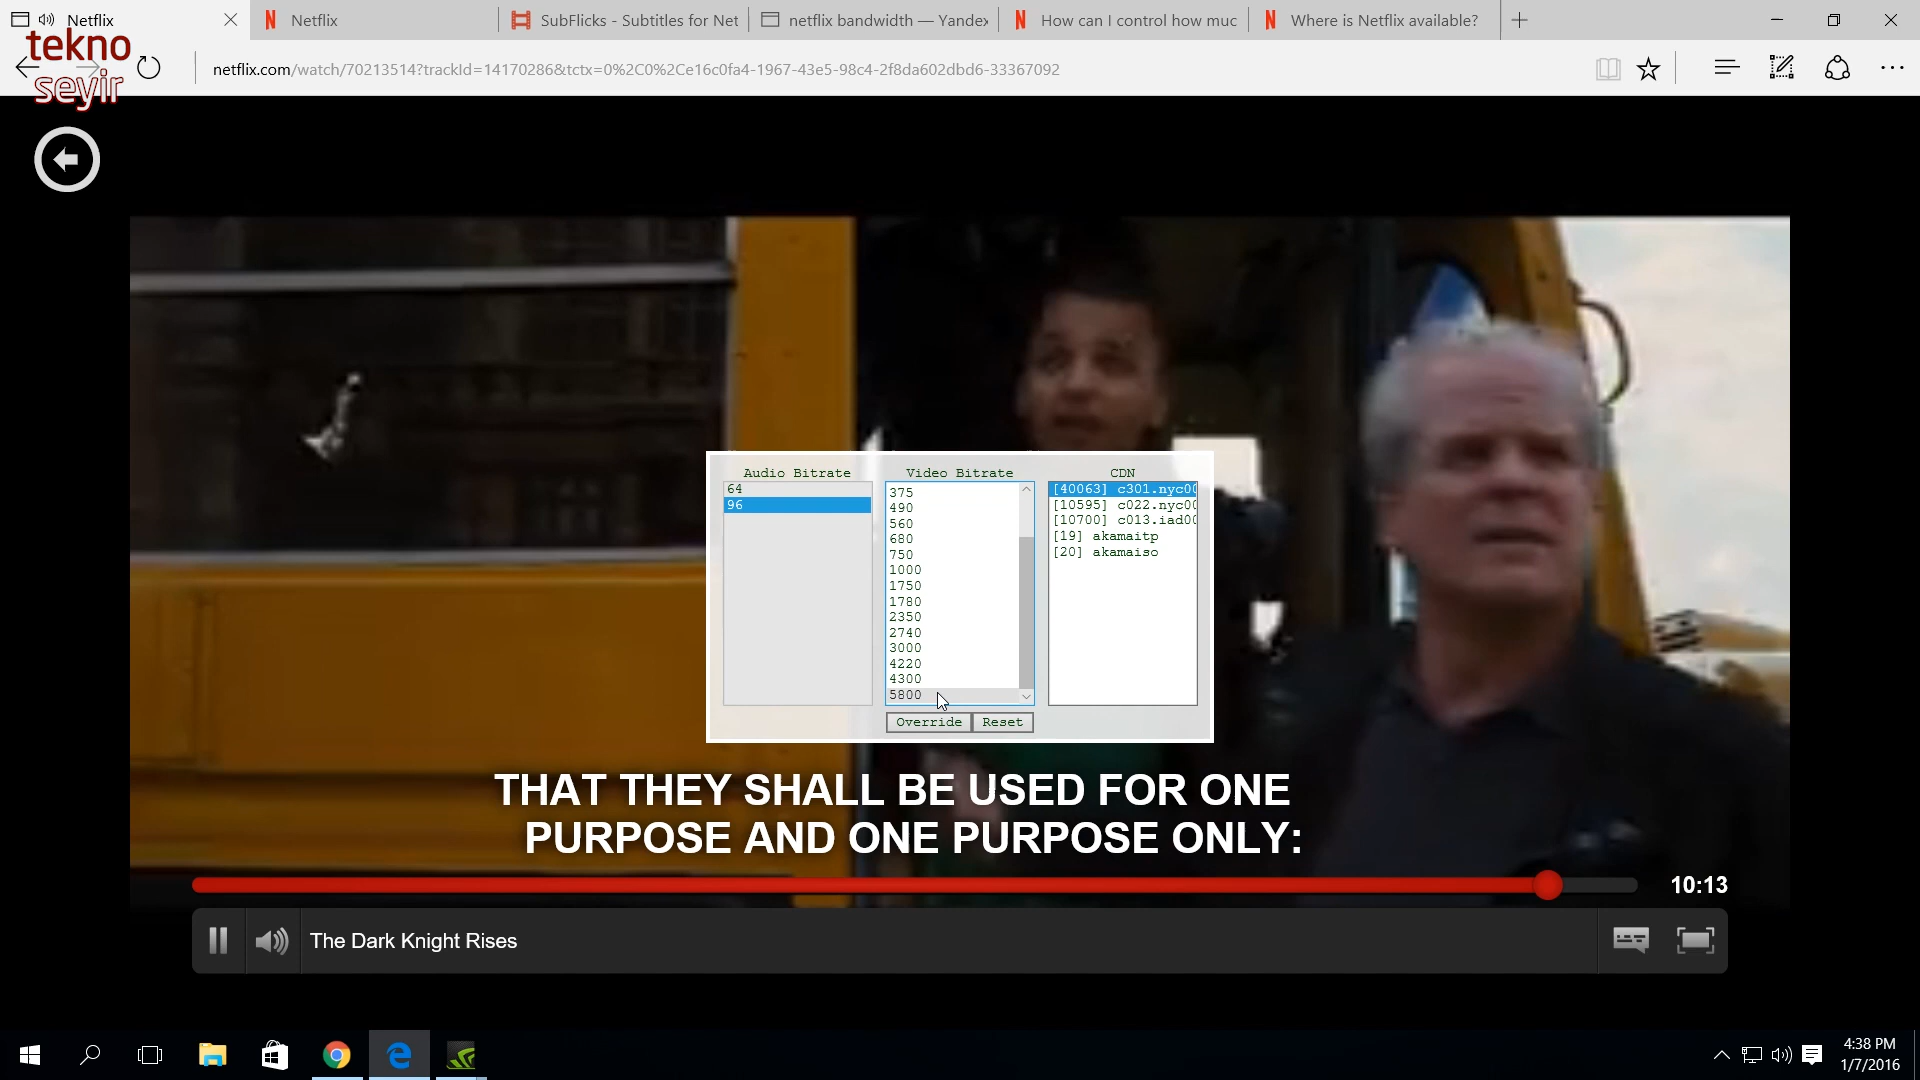 Netflix
Netflix
SubFlicks - Subtitles for Net
netflix bandwidth — Yandex
How can I control how muc
Where is Netflix available?
tekno
seyir
netflix.com/watch/70213514?trackId=14170286&tctx=0%2C0%2Ce16c0fa4-1967-43e5-98c4-2f8da602dbd6-33367092
Audio Bitrate
64
96
Video Bitrate
375
490
560
680
750
1000
1750
1780
2350
2740
3000
4220
4300
5800
Override
Reset
CDN
[40063] c301.nyc00
[10595] c022.nyc00
[10700] c013.iad00
[19] akamaitp
[20] akamaiso
THAT THEY SHALL BE USED FOR ONE
PURPOSE AND ONE PURPOSE ONLY:
10:13
The Dark Knight Rises
4:38 PM
1/7/2016